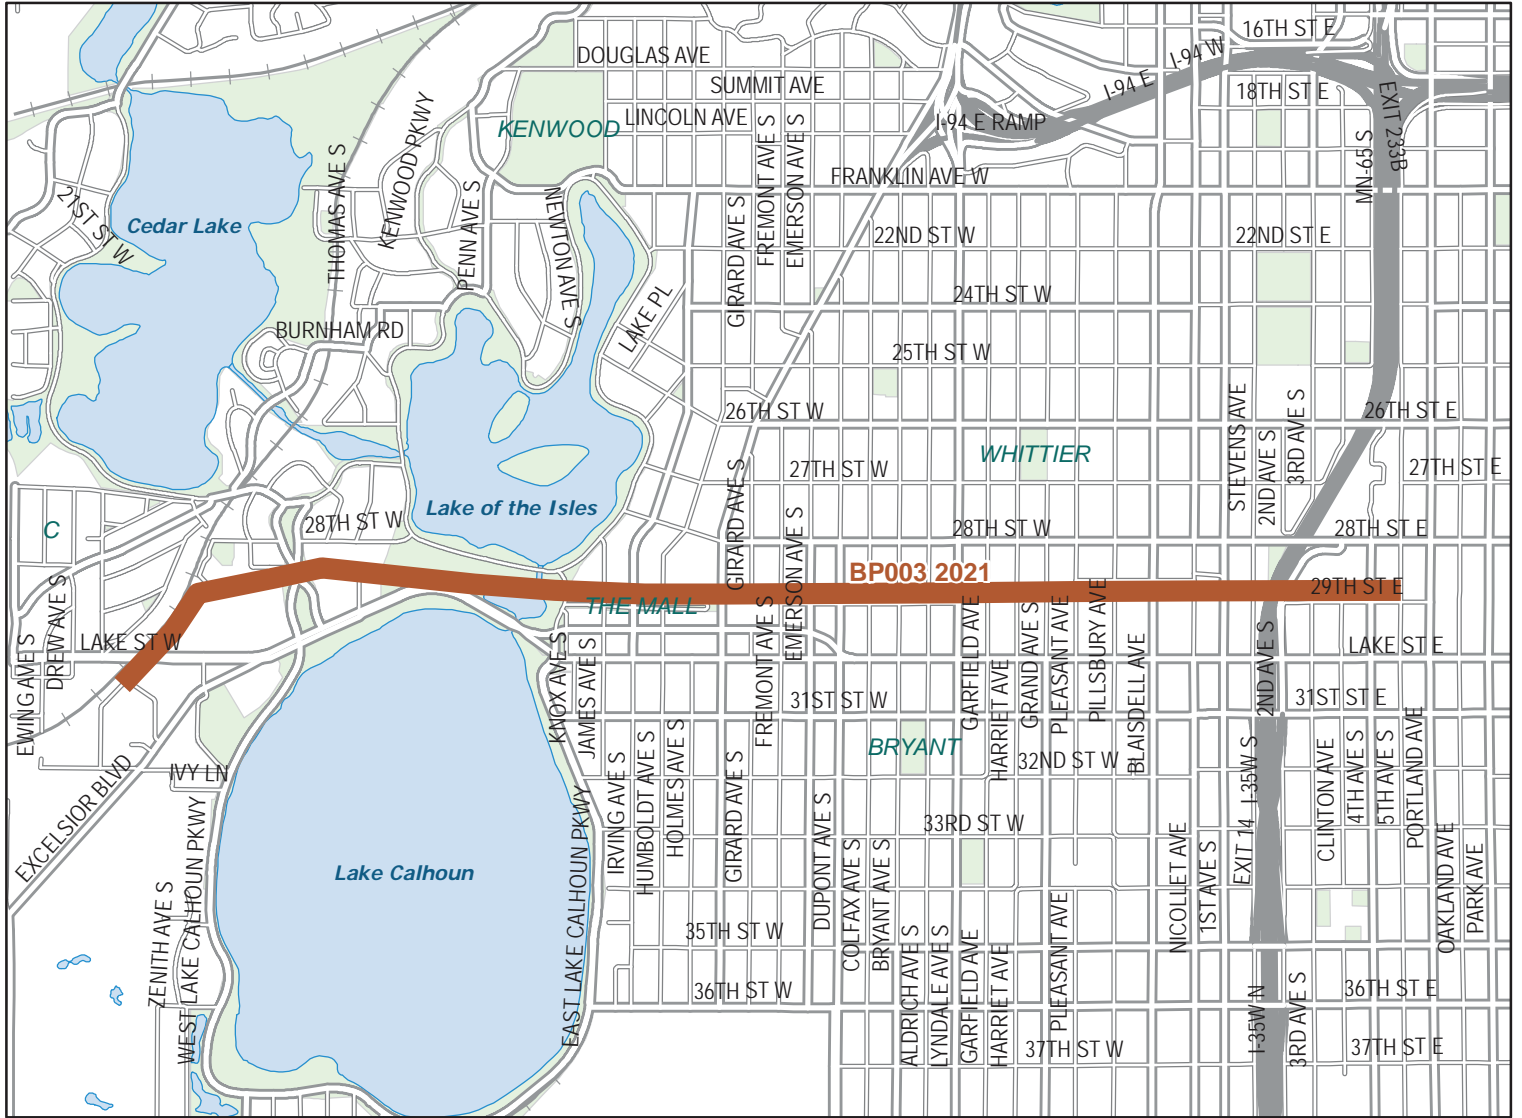 16TH ST E
DOUGLAS AVE
I-94 W
SUMMIT AVE
I-94 E
18TH ST E
EXIT 233B
LINCOLN AVE
KENWOOD
I-94 E RAMP
KENWOOD PKWY
THOMAS AVE S
FREMONT AVE S
EMERSON AVE S
MN-65 S
FRANKLIN AVE W
21ST ST W
Cedar Lake
PENN AVE S
NEWTON AVE S
GIRARD AVE S
22ND ST W
22ND ST E
24TH ST W
BURNHAM RD
LAKE PL
25TH ST W
26TH ST W
26TH ST E
STEVENS AVE
2ND AVE S
3RD AVE S
WHITTIER
27TH ST W
27TH ST E
Lake of the Isles
28TH ST W
28TH ST W
28TH ST E
C
GIRARD AVE S
EMERSON AVE S
BP003 2021
29TH ST E
THE MALL
EWING AVE S
DREW AVE S
LAKE ST W
LAKE ST E
KNOX AVE S
JAMES AVE S
FREMONT AVE S
GARFIELD AVE
HARRIET AVE
GRAND AVE S
PLEASANT AVE
PILLSBURY AVE
BLAISDELL AVE
2ND AVE S
31ST ST W
31ST ST E
BRYANT
32ND ST W
IVY LN
EXCELSIOR BLVD
IRVING AVE S
HUMBOLDT AVE S
HOLMES AVE S
GIRARD AVE S
I-35W S
EXIT 14
CLINTON AVE
4TH AVE S
5TH AVE S
PORTLAND AVE
33RD ST W
Lake Calhoun
WEST LAKE CALHOUN PKWY
EAST LAKE CALHOUN PKWY
ZENITH AVE S
DUPONT AVE S
COLFAX AVE S
BRYANT AVE S
NICOLLET AVE
1ST AVE S
OAKLAND AVE
PARK AVE
35TH ST W
ALDRICH AVE S
LYNDALE AVE S
GARFIELD AVE
HARRIET AVE
PLEASANT AVE
36TH ST W
36TH ST E
I-35W N
3RD AVE S
37TH ST W
37TH ST E